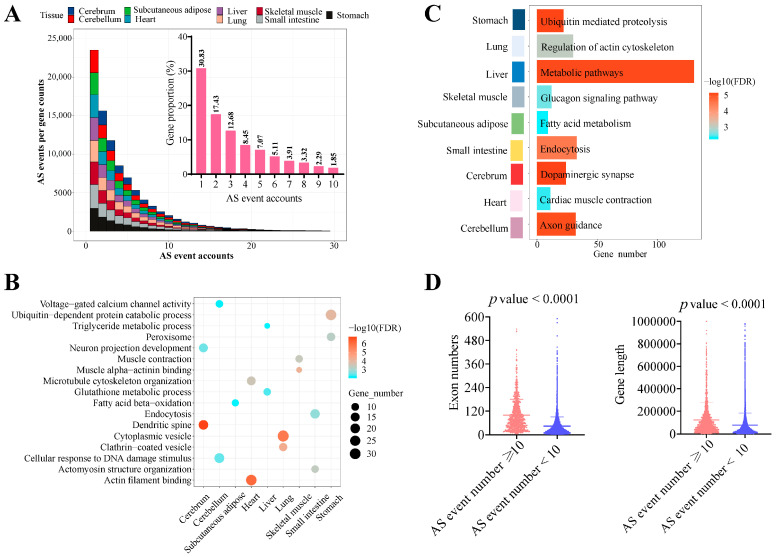 A
Tissue
Cerebrum
Subcutaneous adipose
Liver
Skeletal muscle
Stomach
Cerebellum
Heart
Lung
Small intestine
AS events per gene counts
25,000
20,000
15,000
10,000
5000
0
0
10
20
30
AS event accounts
Gene proportion (%)
40
30
20
10
0
30.83
17.43
12.68
8.45
7.07
5.11
3.91
3.32
2.29
1.85
1 2 3 4 5 6 7 8 9 10
AS event accounts
B
Voltage-gated calcium channel activity
Ubiquitin-dependent protein catabolic process
Triglyceride metabolic process
Peroxisome
Neuron projection development
Muscle contraction
Muscle alpha-actinin binding
Microtubule cytoskeleton organization
Glutathione metabolic process
Fatty acid beta-oxidation
Endocytosis
Dendritic spine
Cytoplasmic vesicle
Clathrin-coated vesicle
Cellular response to DNA damage stimulus
Actomyosin structure organization
Actin filament binding
Cerebrum
Cerebellum
Subcutaneous adipose
Heart
Liver
Lung
Skeletal muscle
Small intestine
Stomach
-log10(FDR)
6
5
4
3
2
Gene_number
10
15
20
25
30
C
Stomach
Lung
Liver
Skeletal muscle
Subcutaneous adipose
Small intestine
Cerebrum
Heart
Cerebellum
Ubiquitin mediated proteolysis
Regulation of actin cytoskeleton
Metabolic pathways
Glucagon signaling pathway
Fatty acid metabolism
Endocytosis
Dopaminergic synapse
Cardiac muscle contraction
Axon guidance
0
50
100
Gene_number
-log10(FDR)
5
4
3
2
D
p value < 0.0001
Exon numbers
600
480
360
240
120
0
AS event number ⩾10
AS event number < 10
p value < 0.0001
Gene length
1000000
800000
600000
400000
200000
0
AS event number ⩾ 10
AS event number < 10